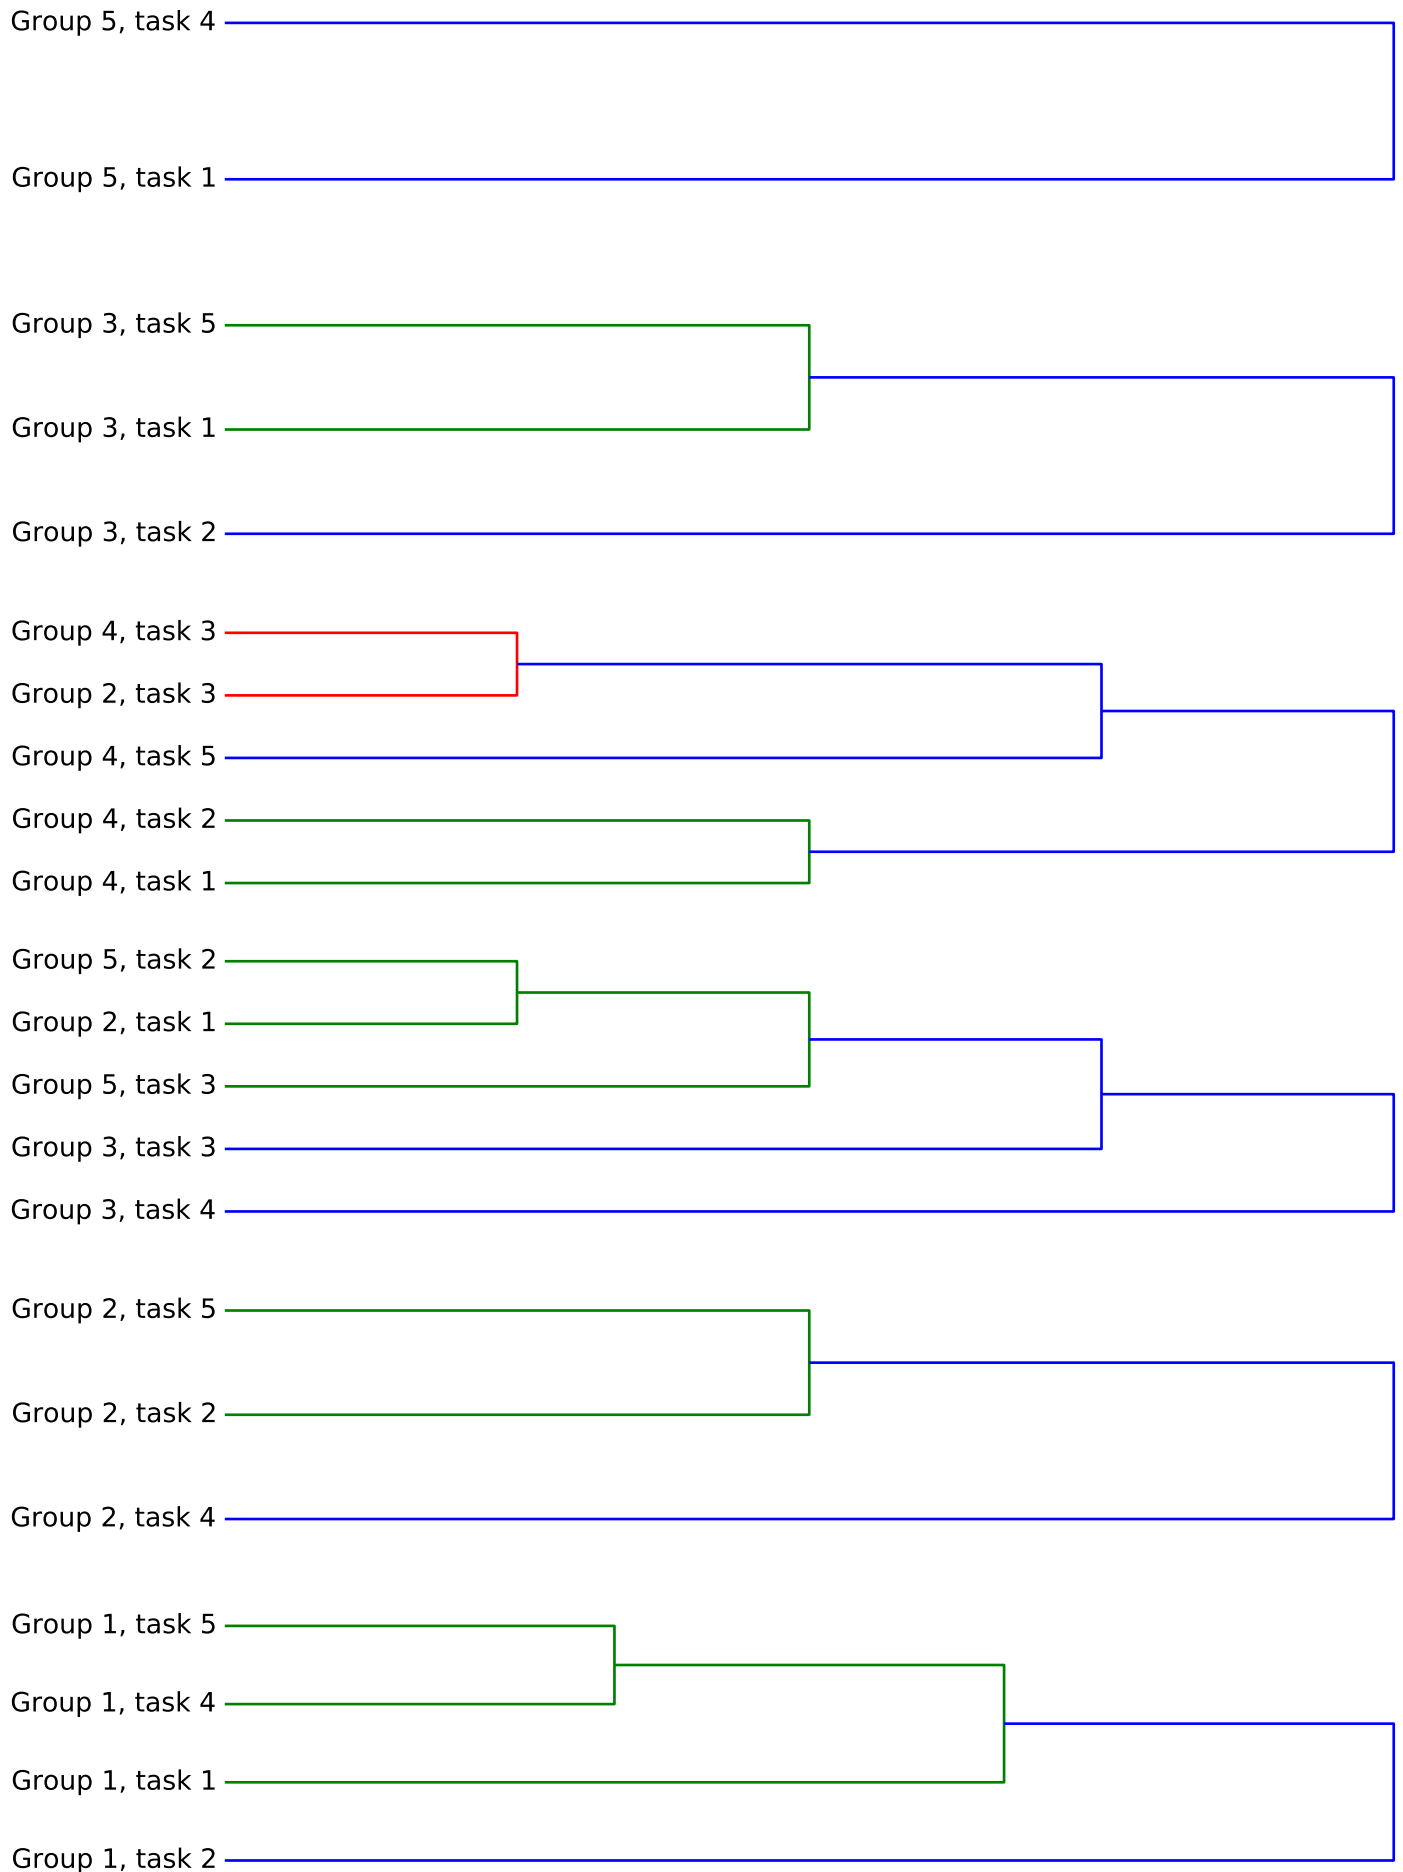 Group 5, task 4
Group 5, task 1
Group 3, task 5
Group 3, task 1
Group 3, task 2
Group 4, task 3
Group 2, task 3
Group 4, task 5
Group 4, task 2
Group 4, task 1
Group 5, task 2
Group 2, task 1
Group 5, task 3
Group 3, task 3
Group 3, task 4
Group 2, task 5
Group 2, task 2
Group 2, task 4
Group 1, task 5
Group 1, task 4
Group 1, task 1
Group 1, task 2